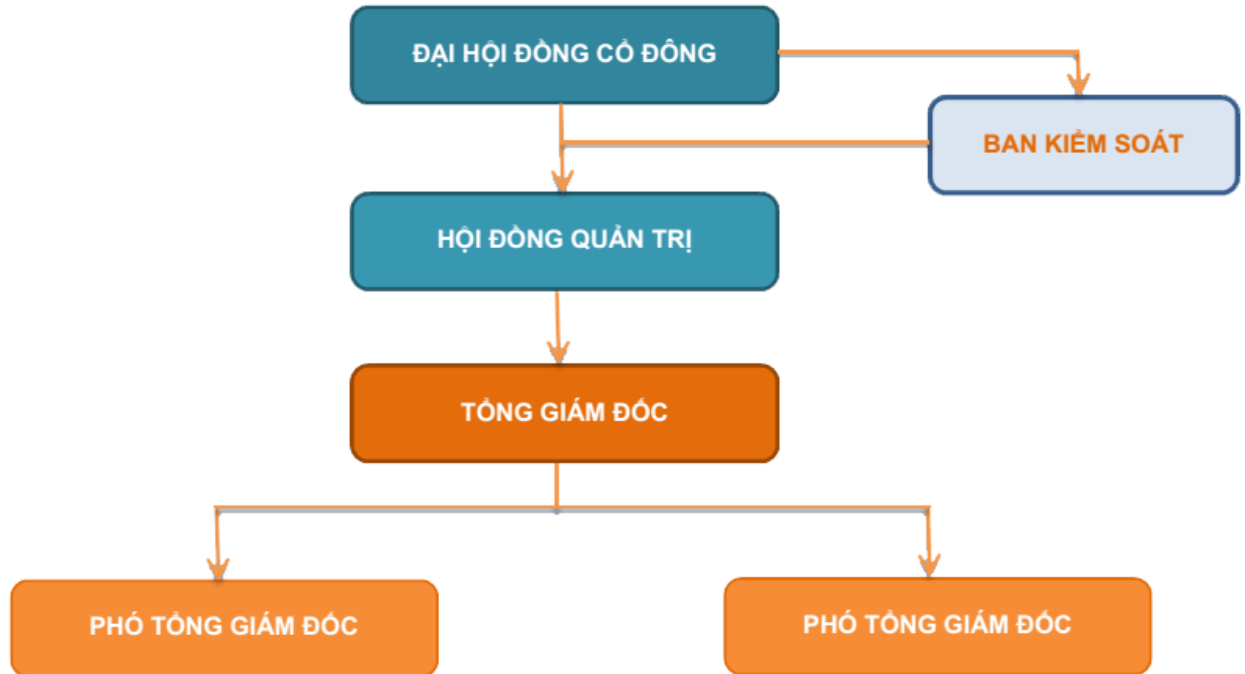 ĐẠI HỘI ĐỒNG CỔ ĐÔNG
BAN KIỂM SOÁT
HỘI ĐỒNG QUẢN TRỊ
TỔNG GIÁM ĐỐC
PHÓ TỔNG GIÁM ĐỐC
PHÓ TỔNG GIÁM ĐỐC